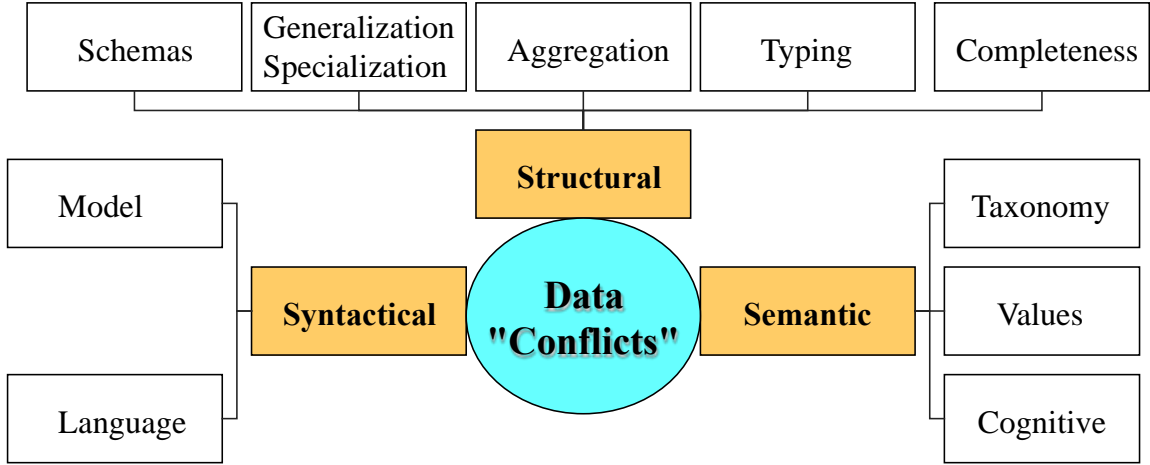 Schemas
Generalization
Specialization
Aggregation
Typing
Completeness
Structural
Model
Taxonomy
Syntactical
Data
"Conflicts"
Semantic
Values
Language
Cognitive